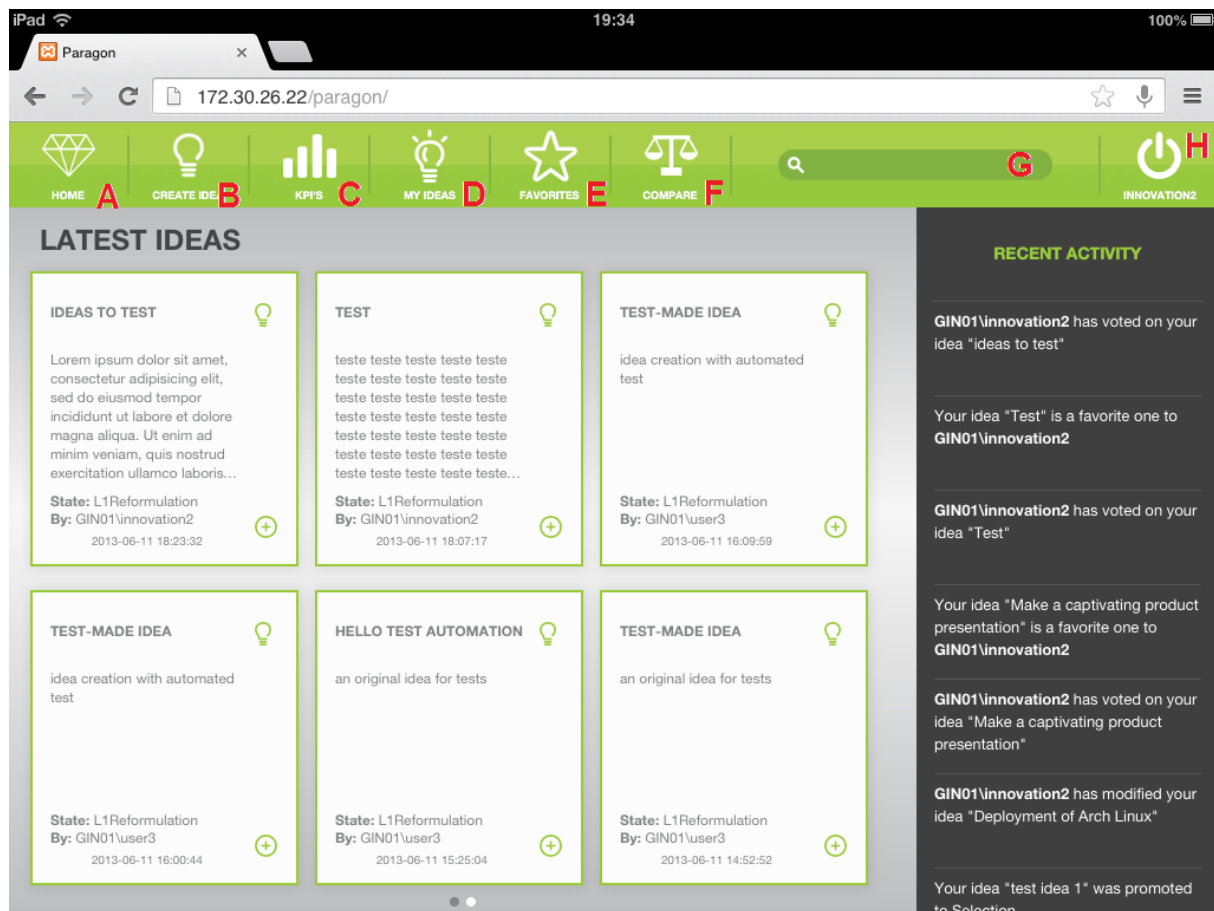 iPad 19:34 100%
Paragon ×
172.30.26.22/paragon/
HOME A CREATE IDE B KPI'S C MY IDEAS D FAVORITES E COMPARE F G H INNOVATION2
LATEST IDEAS
IDEAS TO TEST
Lorem ipsum dolor sit amet,
consectetur adipisicing elit,
sed do eiusmod tempor
incididunt ut labore et dolore
magna aliqua. Ut enim ad
minim veniam, quis nostrud
exercitation ullamco laboris...
State: L1Reformulation
By: GIN01\innovation2
2013-06-11 18:23:32
TEST
teste teste teste teste teste
teste teste teste teste teste
teste teste teste teste teste
teste teste teste teste teste
teste teste teste teste teste
teste teste teste teste teste
teste teste teste teste teste...
State: L1Reformulation
By: GIN01\innovation2
2013-06-11 18:07:17
TEST-MADE IDEA
idea creation with automated
test
State: L1Reformulation
By: GIN01\user3
2013-06-11 16:09:59
TEST-MADE IDEA
idea creation with automated
test
State: L1Reformulation
By: GIN01\user3
2013-06-11 16:00:44
HELLO TEST AUTOMATION
an original idea for tests
State: L1Reformulation
By: GIN01\user3
2013-06-11 15:25:04
TEST-MADE IDEA
an original idea for tests
State: L1Reformulation
By: GIN01\user3
2013-06-11 14:52:52
RECENT ACTIVITY
GIN01\innovation2 has voted on your
idea "ideas to test"
Your idea "Test" is a favorite one to
GIN01\innovation2
GIN01\innovation2 has voted on your
idea "Test"
Your idea "Make a captivating product
presentation" is a favorite one to
GIN01\innovation2
GIN01\innovation2 has voted on your
idea "Make a captivating product
presentation"
GIN01\innovation2 has modified your
idea "Deployment of Arch Linux"
Your idea "test idea 1" was promoted
to Selection